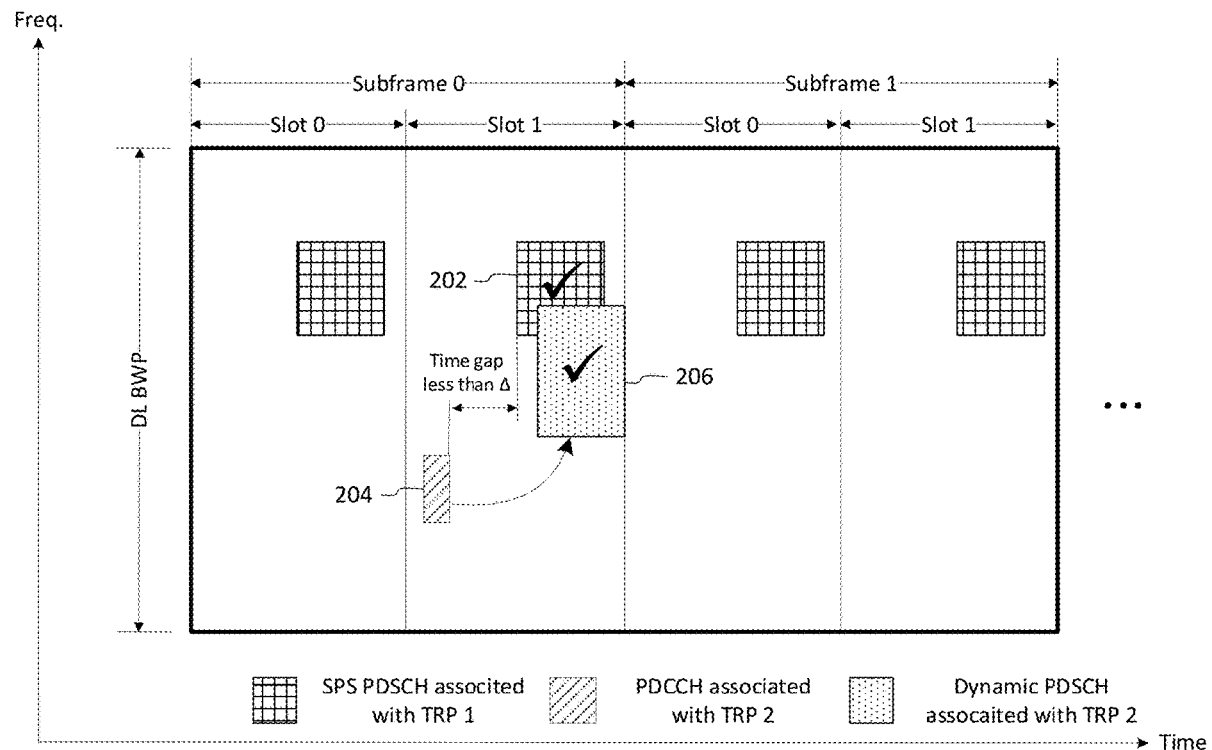 Freq.
Subframe 0
Subframe 1
Slot 0
Slot 1
Slot 0
Slot 1
DL BWP
202
Time gap
less than Δ
206
204
...
SPS PDSCH associted
with TRP 1
PDCCH associated
with TRP 2
Dynamic PDSCH
assocaited with TRP 2
Time